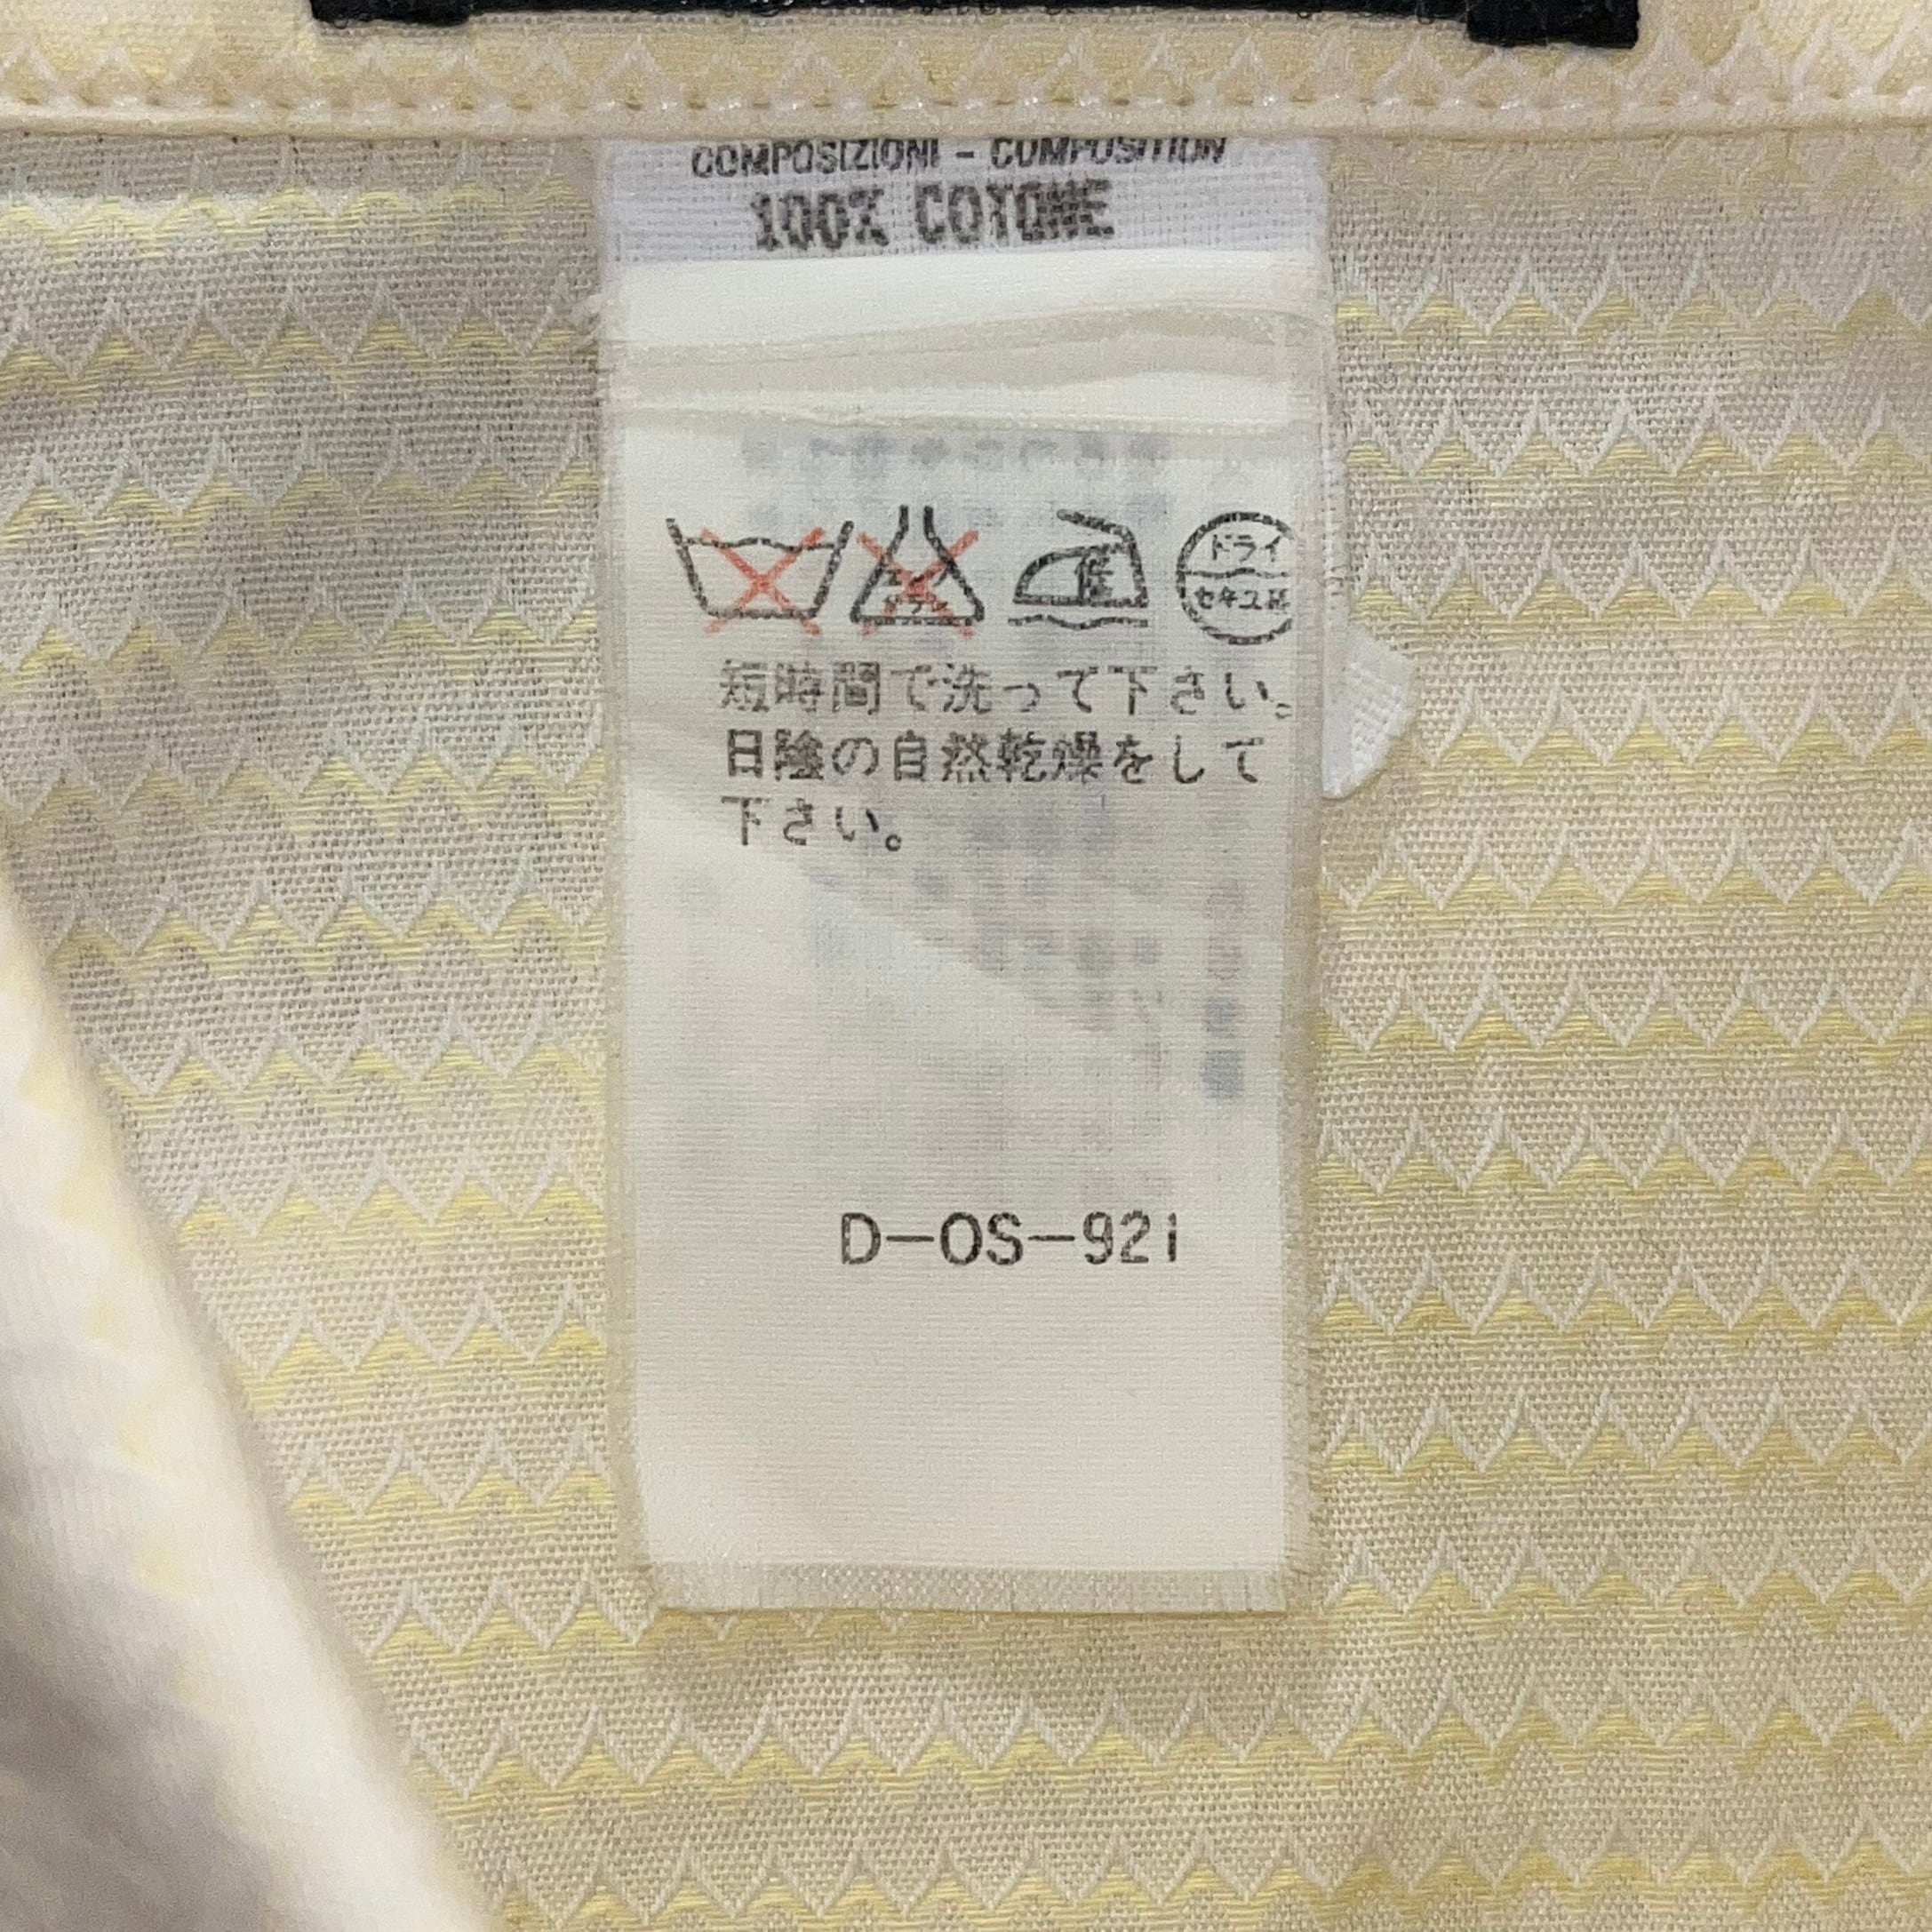 COMPOSIZIONI - COMPOSITION
100% COTONE
低
ドライ
セキユ系
短時間で洗って下さい。
日陰の自然乾燥をして
下さい。
D-OS-921